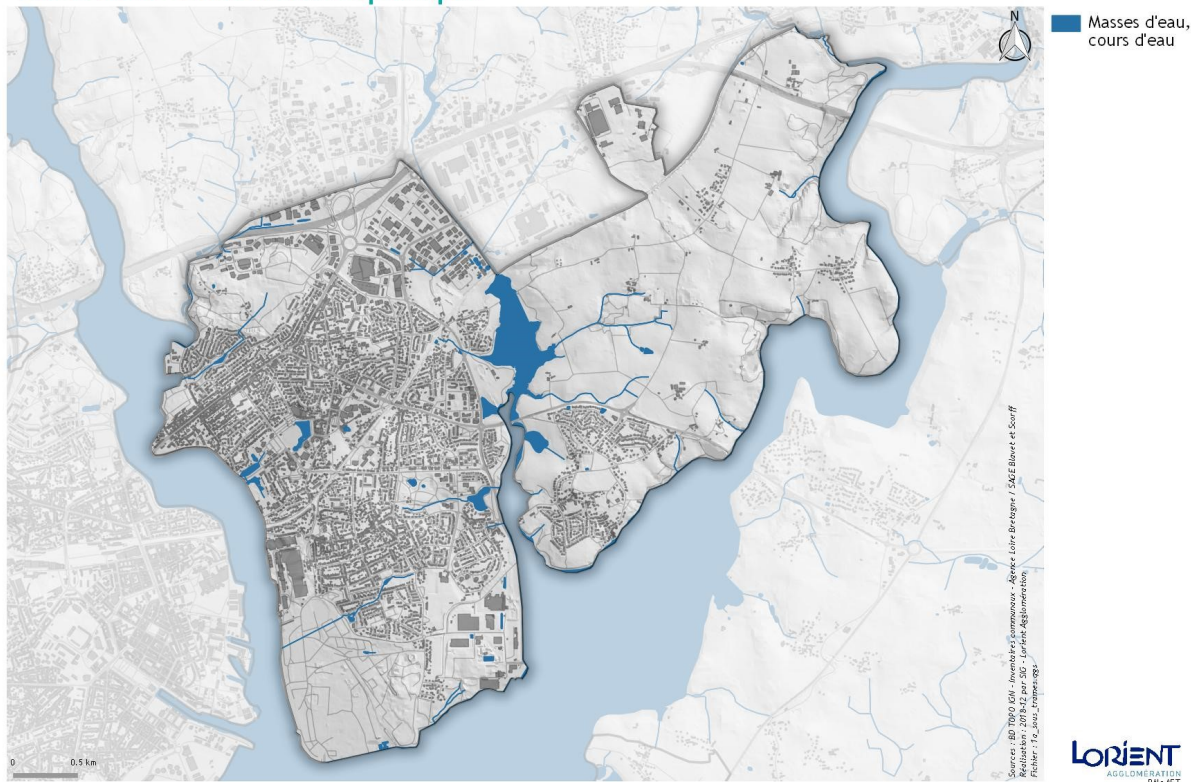 N
Masses d'eau,
cours d'eau
0 0.5 km
Sources : BD TOPO IGN - Inventaires communaux - Agence Loire Bretagne / SAGE Blavet et Scorff
Réalisation : 2018-12 par SIG - Lorient Agglomération
LORIENT
AGGLOMÉRATION